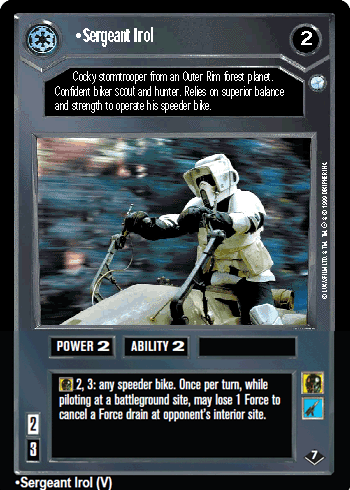 •Sergeant Irol
2
Cocky stormtrooper from an Outer Rim forest planet.
Confident biker scout and hunter. Relies on superior balance
and strength to operate his speeder bike.
© LUCASFILM LTD. & TM. © 1999 DECIPHER INC.
POWER 2 ABILITY 2
2, 3: any speeder bike. Once per turn, while
piloting at a battleground site, may lose 1 Force to
cancel a Force drain at opponent's interior site.
2
3
7
•Sergeant Irol (V)